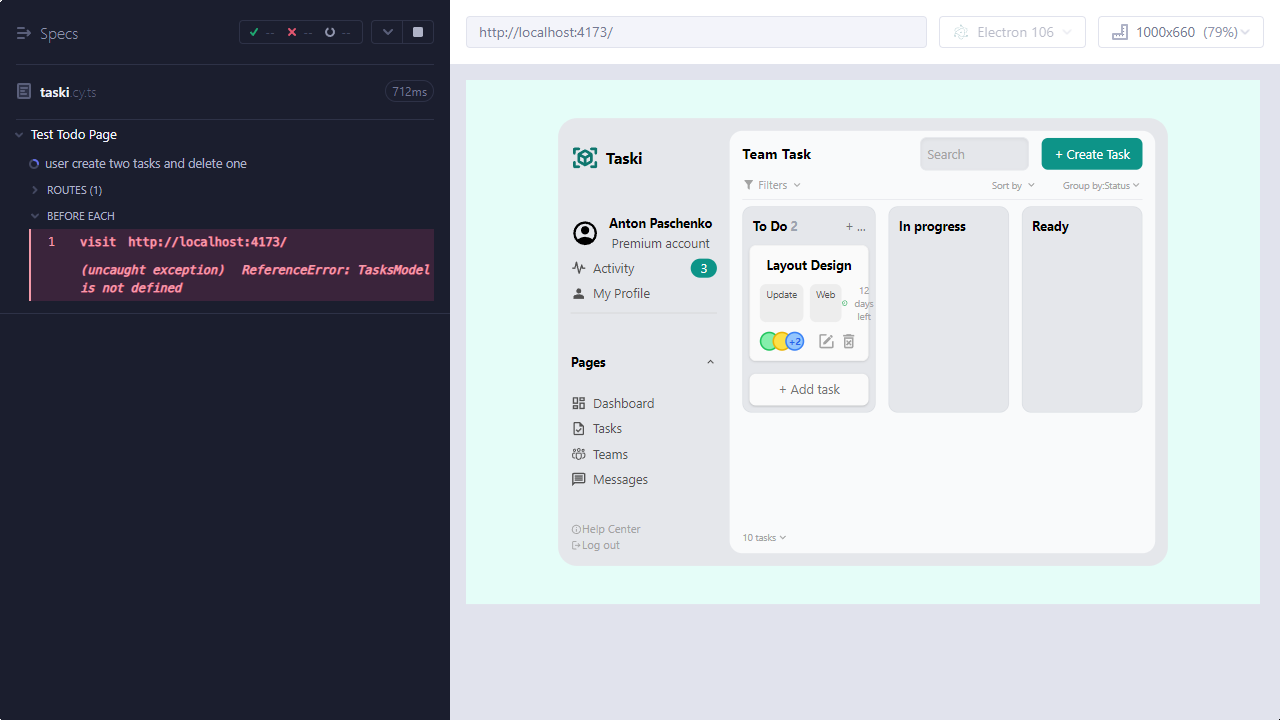 Specs
-- -- --
taski.cy.ts
712ms
Test Todo Page
user create two tasks and delete one
ROUTES (1)
BEFORE EACH
1 visit http://localhost:4173/
(uncaught exception) ReferenceError: TasksModel
is not defined
http://localhost:4173/
Electron 106
1000x660 (79%)
Taski
Anton Paschenko
Premium account
Activity
3
My Profile
Pages
Dashboard
Tasks
Teams
Messages
Help Center
Log out
Team Task
Search
+ Create Task
Filters
Sort by
Group by:Status
To Do 2
+ ...
Layout Design
Update
Web
12
days
left
+2
+ Add task
In progress
Ready
10 tasks